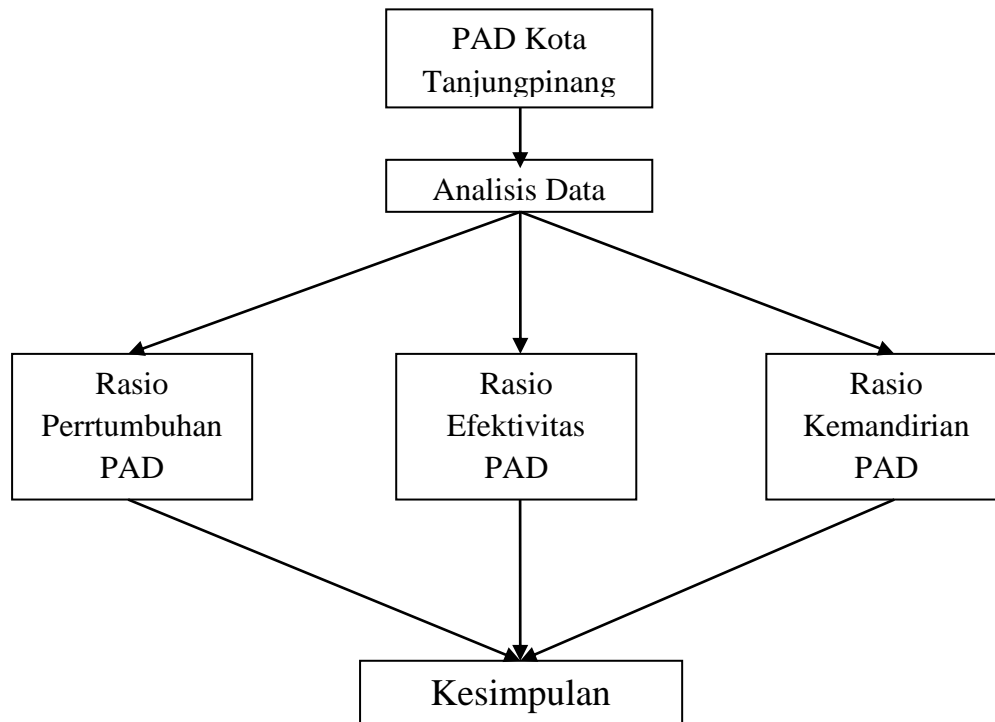 PAD Kota
Tanjungpinang
Analisis Data
Rasio
Perrtumbuhan
PAD
Rasio
Efektivitas
PAD
Rasio
Kemandirian
PAD
Kesimpulan